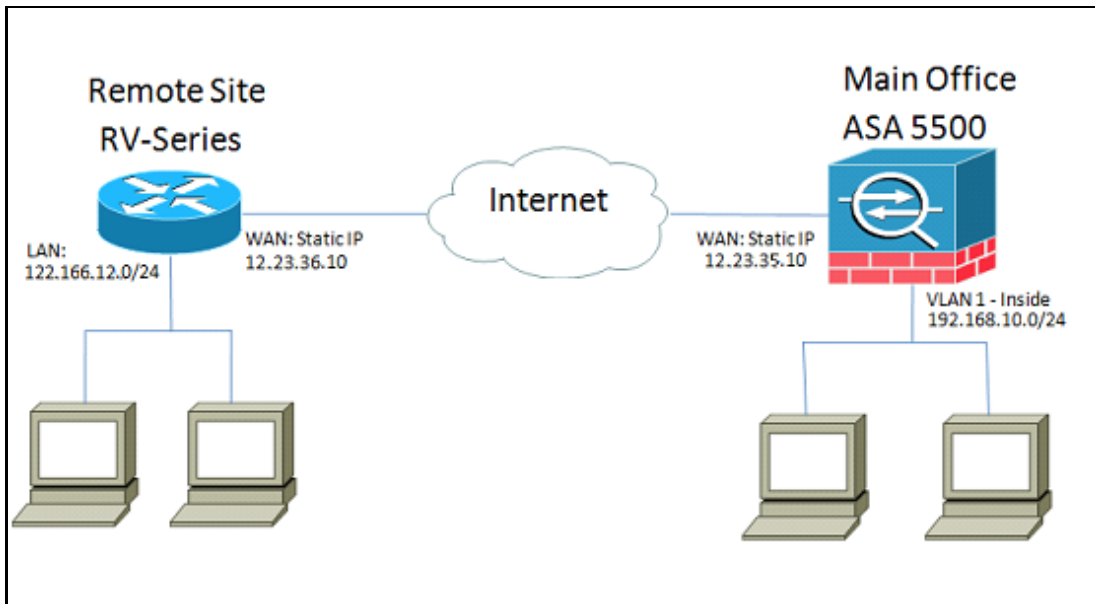 Remote Site
RV-Series
Main Office
ASA 5500
Internet
LAN:
122.166.12.0/24
WAN: Static IP
12.23.36.10
WAN: Static IP
12.23.35.10
VLAN 1 - Inside
192.168.10.0/24